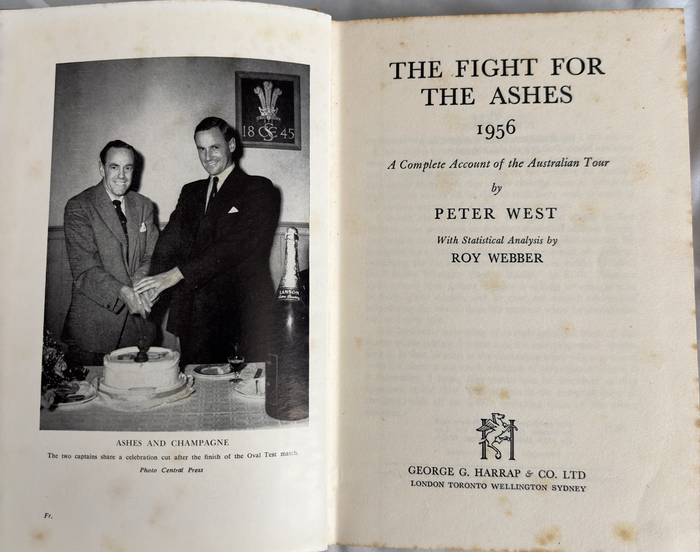 18 SCCC 45
LANSON
ASHES AND CHAMPAGNE
The two captains share a celebration cut after the finish of the Oval Test match.
Photo Central Press
Fr.
THE FIGHT FOR
THE ASHES
1956
A Complete Account of the Australian Tour
by
PETER WEST
With Statistical Analysis by
ROY WEBBER
GEORGE G. HARRAP & CO. LTD
LONDON TORONTO WELLINGTON SYDNEY